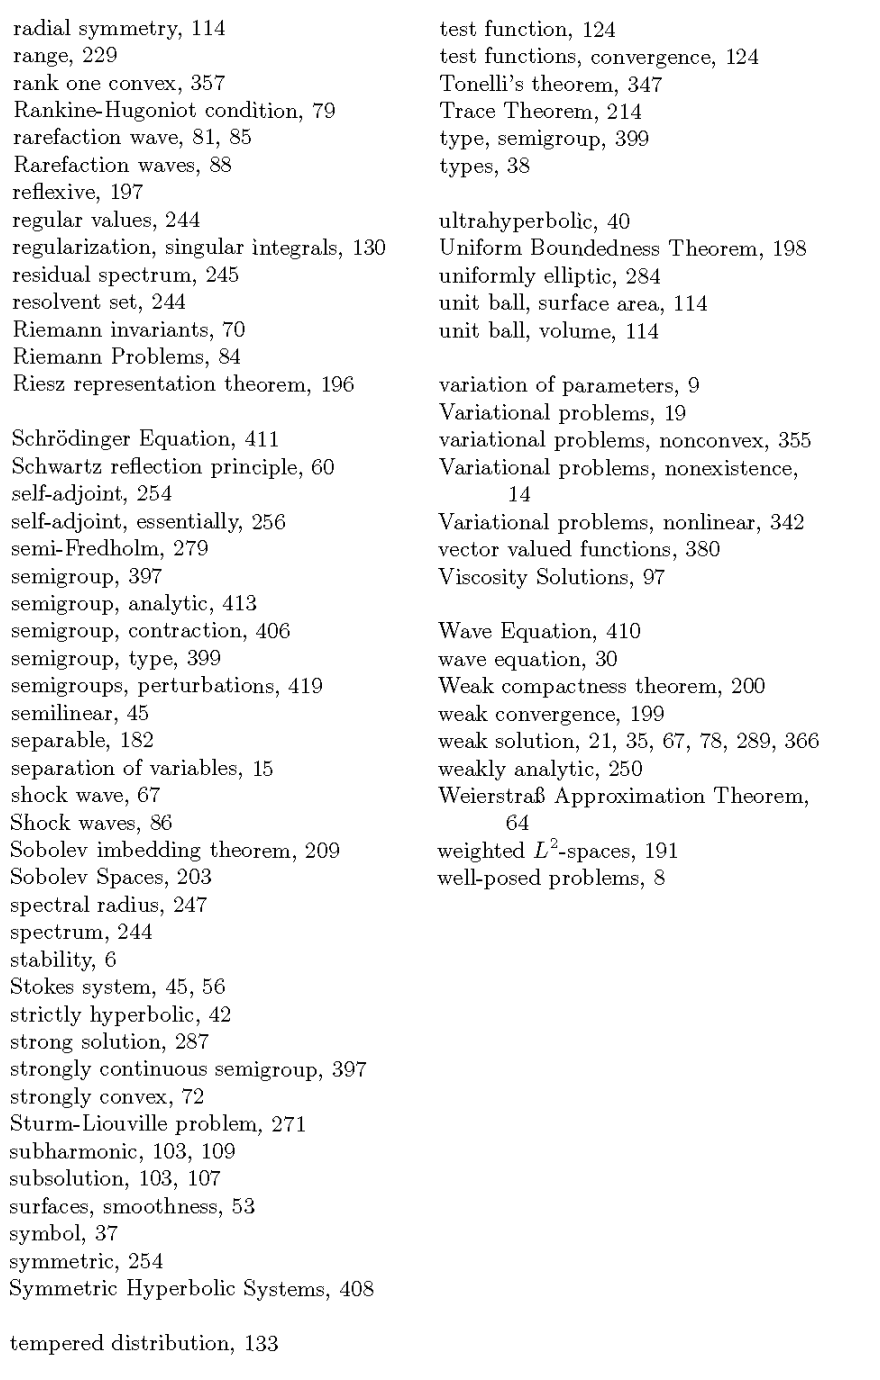 radial symmetry, 114
range, 229
rank one convex, 357
Rankine-Hugoniot condition, 79
rarefaction wave, 81, 85
Rarefaction waves, 88
reflexive, 197
regular values, 244
regularization, singular integrals, 130
residual spectrum, 245
resolvent set, 244
Riemann invariants, 70
Riemann Problems, 84
Riesz representation theorem, 196
Schrödinger Equation, 411
Schwartz reflection principle, 60
self-adjoint, 254
self-adjoint, essentially, 256
semi-Fredholm, 279
semigroup, 397
semigroup, analytic, 413
semigroup, contraction, 406
semigroup, type, 399
semigroups, perturbations, 419
semilinear, 45
separable, 182
separation of variables, 15
shock wave, 67
Shock waves, 86
Sobolev imbedding theorem, 209
Sobolev Spaces, 203
spectral radius, 247
spectrum, 244
stability, 6
Stokes system, 45, 56
strictly hyperbolic, 42
strong solution, 287
strongly continuous semigroup, 397
strongly convex, 72
Sturm-Liouville problem, 271
subharmonic, 103, 109
subsolution, 103, 107
surfaces, smoothness, 53
symbol, 37
symmetric, 254
Symmetric Hyperbolic Systems, 408
tempered distribution, 133
test function, 124
test functions, convergence, 124
Tonelli's theorem, 347
Trace Theorem, 214
type, semigroup, 399
types, 38
ultrahyperbolic, 40
Uniform Boundedness Theorem, 198
uniformly elliptic, 284
unit ball, surface area, 114
unit ball, volume, 114
variation of parameters, 9
Variational problems, 19
variational problems, nonconvex, 355
Variational problems, nonexistence,
14
Variational problems, nonlinear, 342
vector valued functions, 380
Viscosity Solutions, 97
Wave Equation, 410
wave equation, 30
Weak compactness theorem, 200
weak convergence, 199
weak solution, 21, 35, 67, 78, 289, 366
weakly analytic, 250
Weierstraß Approximation Theorem,
64
weighted L²-spaces, 191
well-posed problems, 8